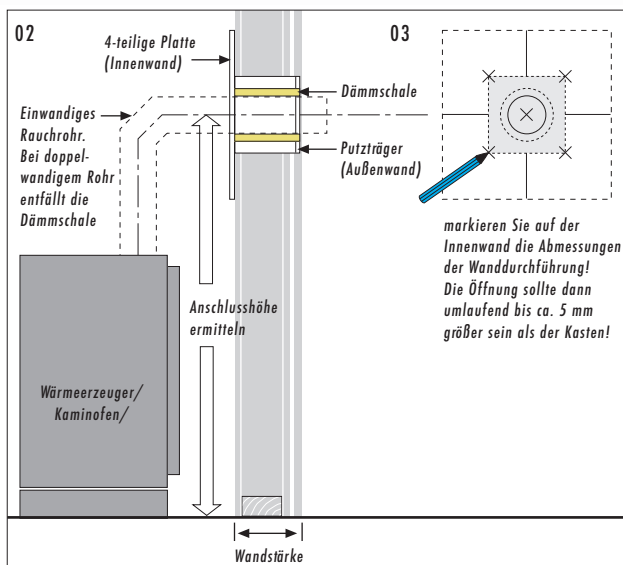 02
4-teilige Platte
(Innenwand)
Dämmschale
Einwandiges
Rauchrohr.
Bei doppel-
wandigem Rohr
entfällt die
Dämmschale
Putzträger
(Außenwand)
Anschlusshöhe
ermitteln
Wärmeerzeuger/
Kaminofen/
Wandstärke
03
markieren Sie auf der
Innenwand die Abmessungen
der Wanddurchführung!
Die Öffnung sollte dann
umlaufend bis ca. 5 mm
größer sein als der Kasten!